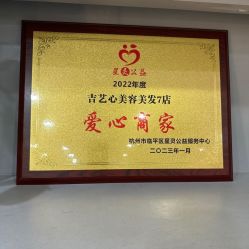 星灵公益
2022年度
吉艺心美容美发7店
爱心商家
杭州市临平区星灵公益服务中心
二〇二三年一月